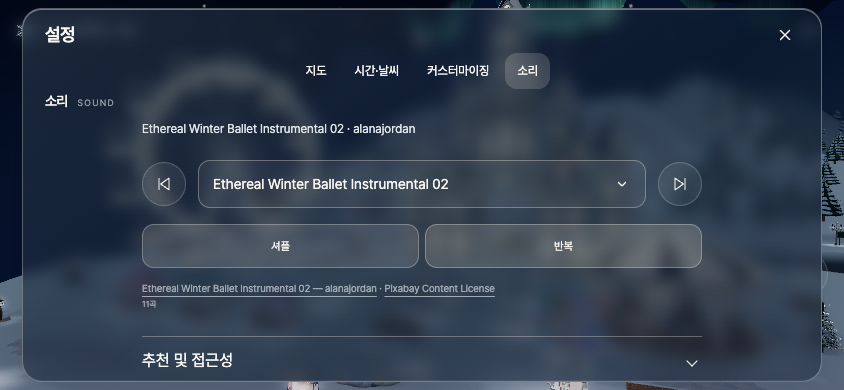 설정
지도 시간·날씨 커스터마이징 소리
소리 SOUND
Ethereal Winter Ballet Instrumental 02 · alanajordan
Ethereal Winter Ballet Instrumental 02
셔플 반복
Ethereal Winter Ballet Instrumental 02 — alanajordan · Pixabay Content License
11곡
추천 및 접근성